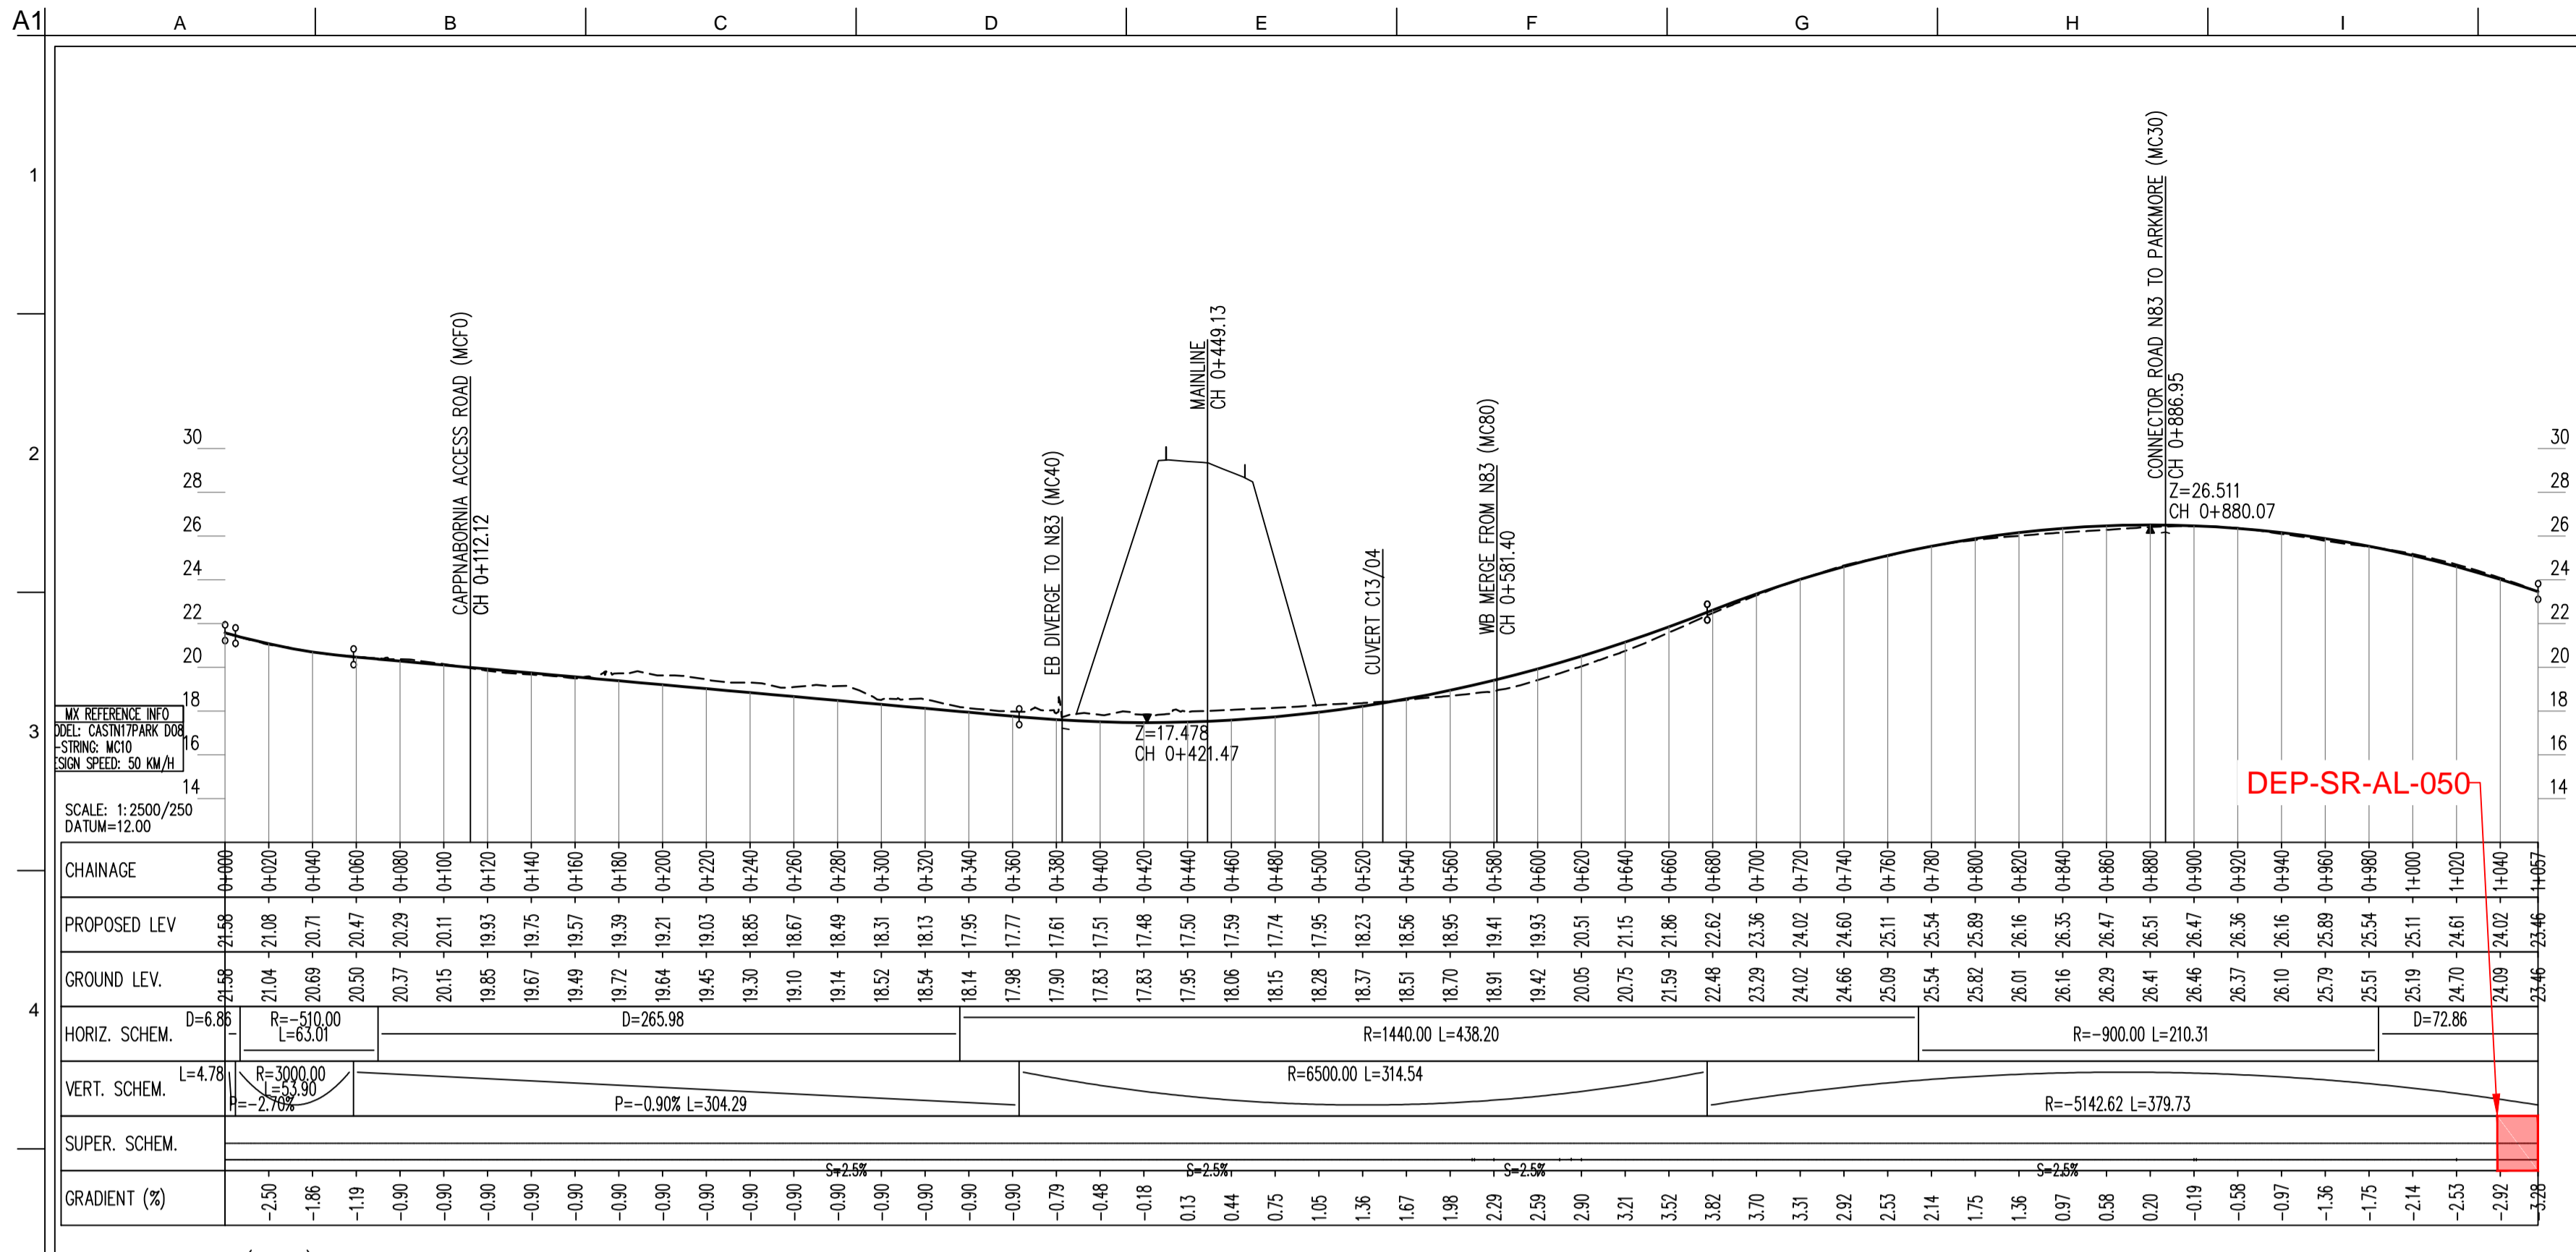 A1 A B C D E F G H I
1
2
3
4
CAPPNABORNIA ACCESS ROAD (MCF0)
CH 0+112.12
EB DIVERGE TO N83 (MC40)
MAINLINE
CH 0+449.13
CUVERT C13/04
WB MERGE FROM N83 (MC80)
CH 0+581.40
CONNECTOR ROAD N83 TO PARKMORE (MC30)
CH 0+886.95
Z=26.511
CH 0+880.07
Z=17.478
CH 0+421.47
30 30
28 28
26 26
24 24
22 22
20 20
18 18
16 16
14 14
MX REFERENCE INFO
ODEL: CASTN17PARK D08
-STRING: MC10
ESIGN SPEED: 50 KM/H
SCALE: 1:2500/250
DATUM=12.00
DEP-SR-AL-050
CHAINAGE 0+000 0+020 0+040 0+060 0+080 0+100 0+120 0+140 0+160 0+180 0+200 0+220 0+240 0+260 0+280 0+300 0+320 0+340 0+360 0+380 0+400 0+420 0+440 0+460 0+480 0+500 0+520 0+540 0+560 0+580 0+600 0+620 0+640 0+660 0+680 0+700 0+720 0+740 0+760 0+780 0+800 0+820 0+840 0+860 0+880 0+900 0+920 0+940 0+960 0+980 1+000 1+020 1+040 1+057
PROPOSED LEV 21.58 21.08 20.71 20.47 20.29 20.11 19.93 19.75 19.57 19.39 19.21 19.03 18.85 18.67 18.49 18.31 18.13 17.95 17.77 17.61 17.51 17.48 17.50 17.59 17.74 17.95 18.23 18.56 18.95 19.41 19.93 20.51 21.15 21.86 22.62 23.36 24.02 24.60 25.11 25.54 25.89 26.16 26.35 26.47 26.51 26.47 26.36 26.16 25.89 25.54 25.11 24.61 24.02 23.46
GROUND LEV. 21.58 21.04 20.69 20.50 20.37 20.15 19.85 19.67 19.49 19.72 19.64 19.45 19.30 19.10 19.14 18.52 18.54 18.14 17.98 17.90 17.83 17.83 17.95 18.06 18.15 18.28 18.37 18.51 18.70 18.91 19.42 20.05 20.75 21.59 22.48 23.29 24.02 24.66 25.09 25.54 25.82 26.01 26.16 26.29 26.41 26.46 26.37 26.10 25.79 25.51 25.19 24.70 24.09 23.46
HORIZ. SCHEM. D=6.86 R=-510.00 L=63.01 D=265.98 R=1440.00 L=438.20 R=-900.00 L=210.31 D=72.86
VERT. SCHEM. L=4.78 P=-2.70% R=3000.00 L=53.90 P=-0.90% L=304.29 R=6500.00 L=314.54 R=-5142.62 L=379.73
SUPER. SCHEM. S=2.5% S=2.5% S=2.5% S=2.5%
GRADIENT (%) -2.50 -1.86 -1.19 -0.90 -0.90 -0.90 -0.90 -0.90 -0.90 -0.90 -0.90 -0.90 -0.90 -0.90 -0.90 -0.90 -0.90 -0.90 -0.79 -0.48 -0.18 0.13 0.44 0.75 1.05 1.36 1.67 1.98 2.29 2.59 2.90 3.21 3.52 3.82 3.70 3.31 2.92 2.53 2.14 1.75 1.36 0.97 0.58 0.20 -0.19 -0.58 -0.97 -1.36 -1.75 -2.14 -2.53 -2.92 -3.28